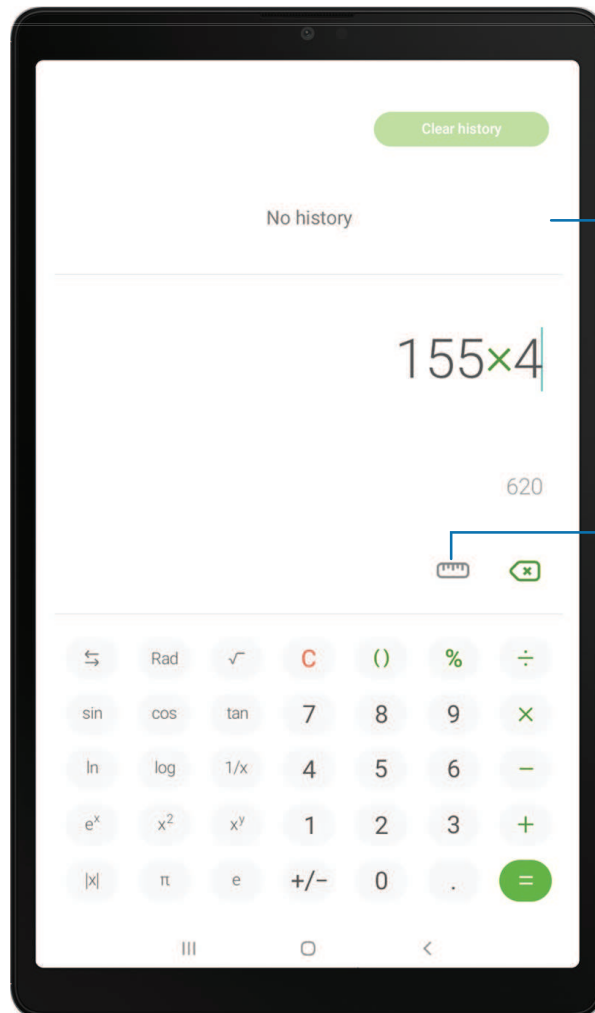 Clear history
No history
155×4
620
⇆ Rad √ C () % ÷
sin cos tan 7 8 9 ×
ln log 1/x 4 5 6 −
eˣ x² xʸ 1 2 3 +
|x| π e +/− 0 . =